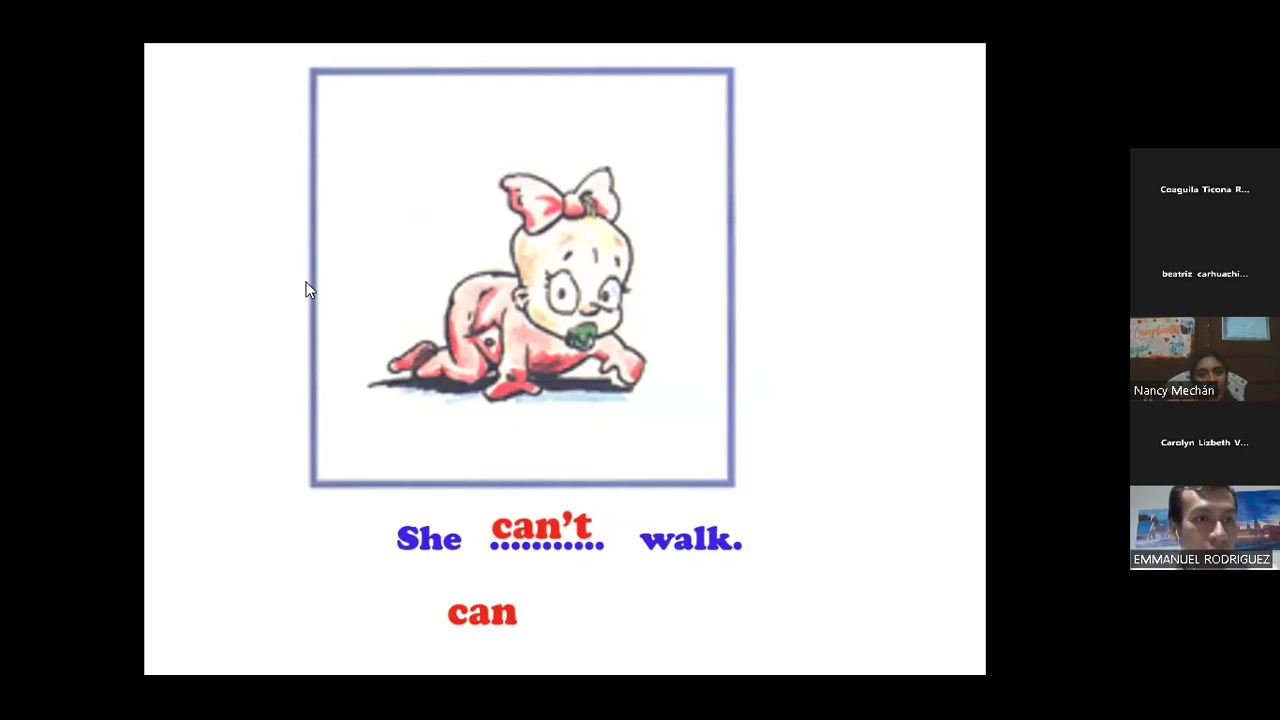 She can't walk.
can
Coaguila Ticona R...
beatriz carhuachi...
Nancy Mechán
Carolyn Lizbeth V...
EMMANUEL RODRIGUEZ